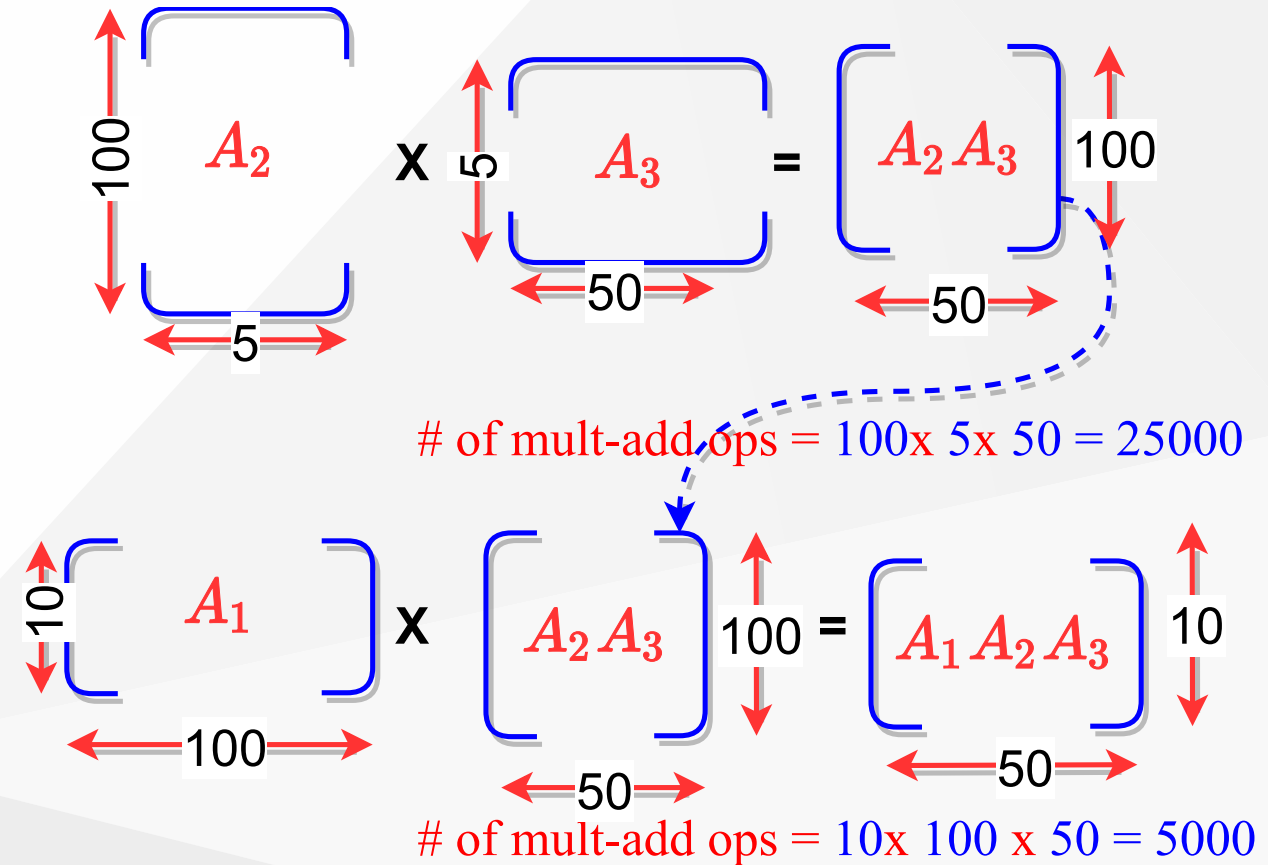 100 A₂ 5 X 5 A₃ 50 = A₂A₃ 100 50
# of mult-add ops = 100x 5x 50 = 25000
10 A₁ 100 X A₂A₃ 100 50 = A₁A₂A₃ 10 50
# of mult-add ops = 10x 100 x 50 = 5000